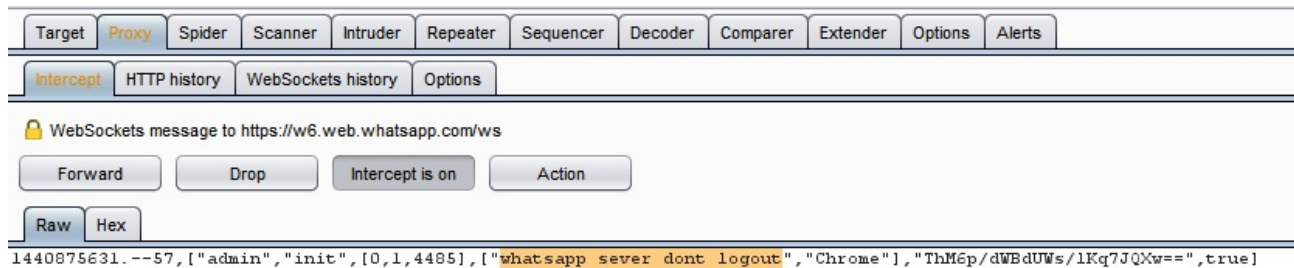 Target Proxy Spider Scanner Intruder Repeater Sequencer Decoder Comparer Extender Options Alerts
Intercept HTTP history WebSockets history Options
WebSockets message to https://w6.web.whatsapp.com/ws
Forward Drop Intercept is on Action
Raw Hex
1440875631.--57,["admin","init",[0,1,4485],["whatsapp sever dont logout","Chrome"],"ThM6p/dWBdUWs/lKq7JQXw==",true]